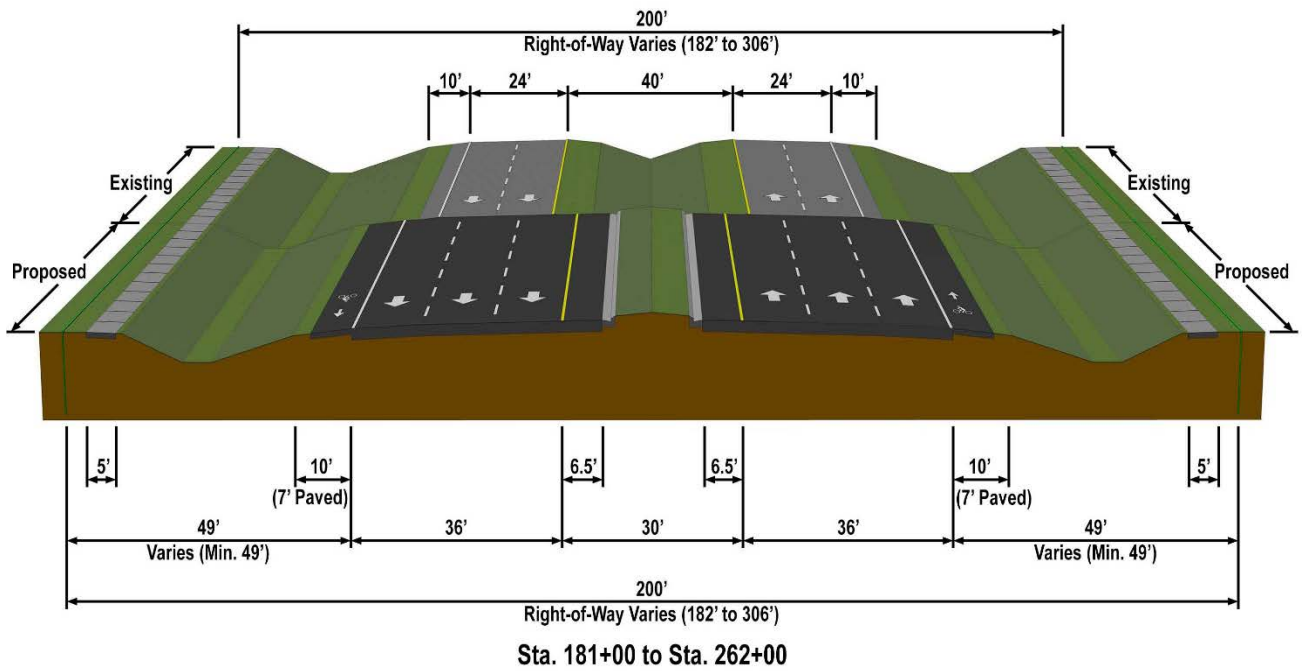 200’
Right-of-Way Varies (182’ to 306’)
10’ 24’ 40’ 24’ 10’
Existing
Existing
Proposed
Proposed
5’ 10’ 6.5’ 6.5’ 10’ 5’
(7’ Paved) (7’ Paved)
49’ 36’ 30’ 36’ 49’
Varies (Min. 49’) Varies (Min. 49’)
200’
Right-of-Way Varies (182’ to 306’)
Sta. 181+00 to Sta. 262+00